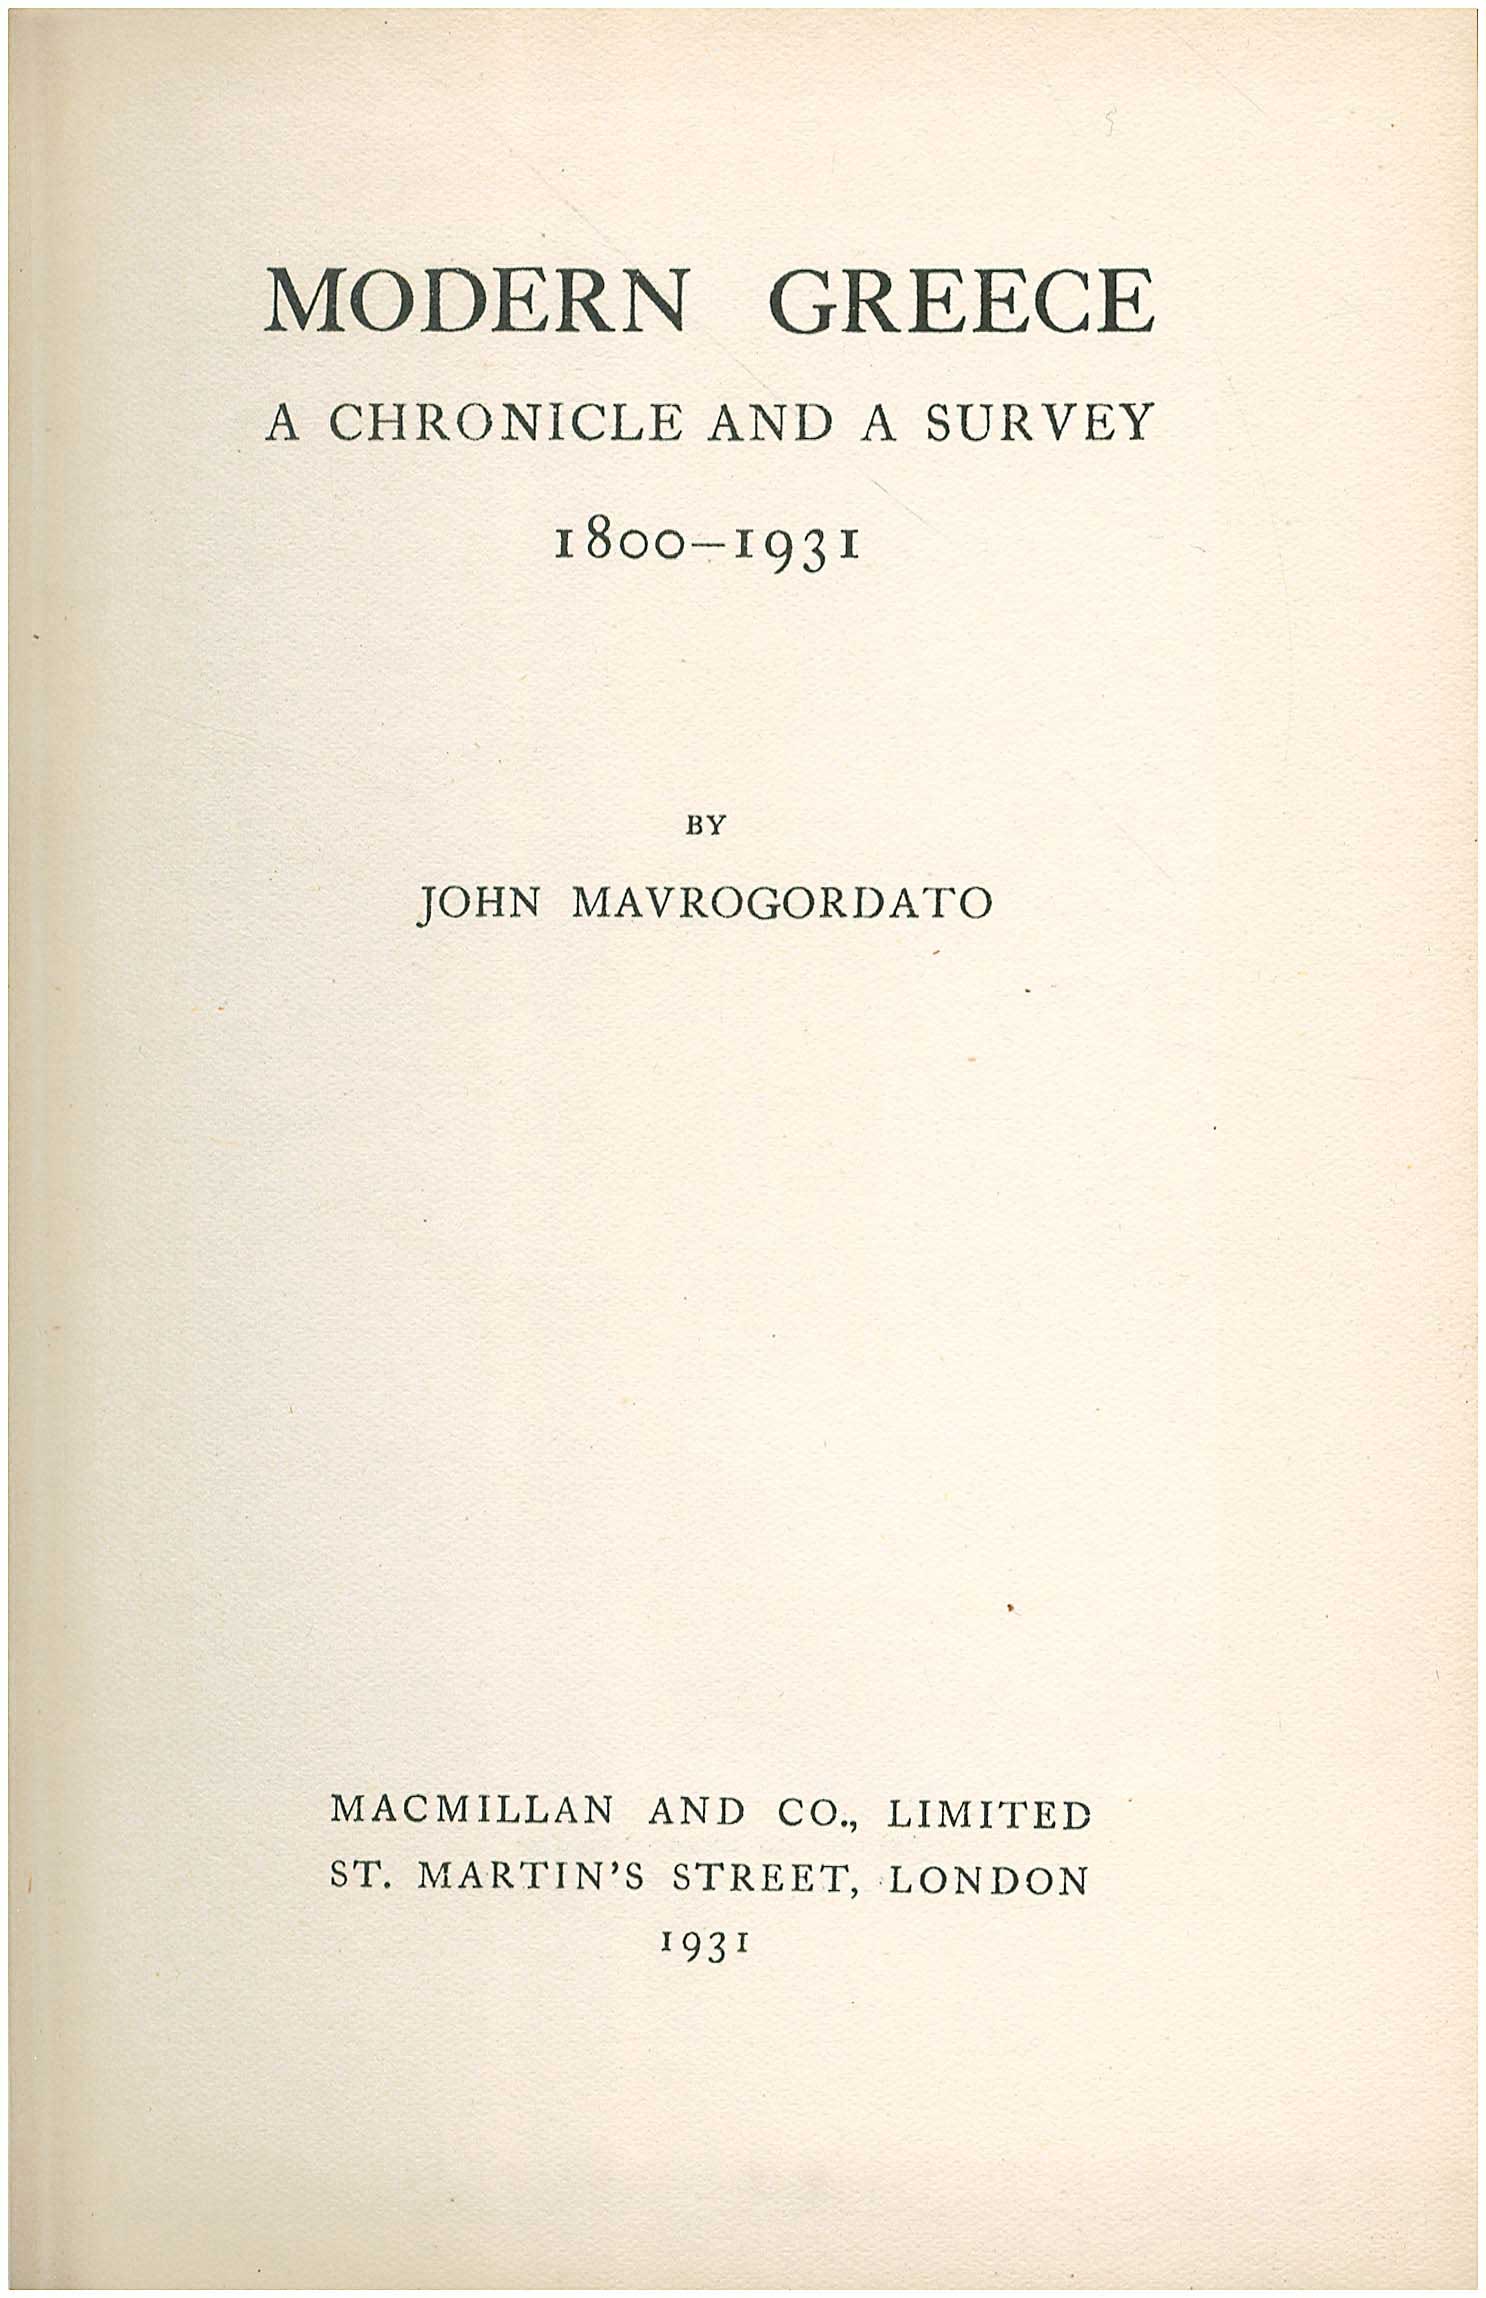 MODERN GREECE
A CHRONICLE AND A SURVEY
1800–1931
BY
JOHN MAVROGORDATO
MACMILLAN AND CO., LIMITED
ST. MARTIN'S STREET, LONDON
1931